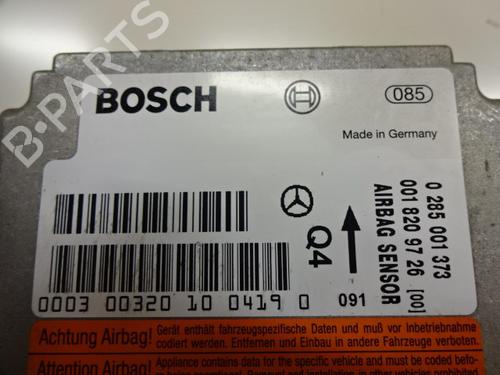 BOSCH
085
Made in Germany
0 285 001 373
001 820 97 26 [00]
AIRBAG SENSOR
Q4
091
0003 00320 10 0419 0
Achtung Airbag!
Gerät enthält fahrzeugspezifische Daten und muß vor Inbetriebnahme
codiert werden. Entfernen und Einbau in andere Fahrzeuge verboten.
Attention Airbag!
Appliance contains data for the specific vehicle and must be coded befo-
B-PARTS